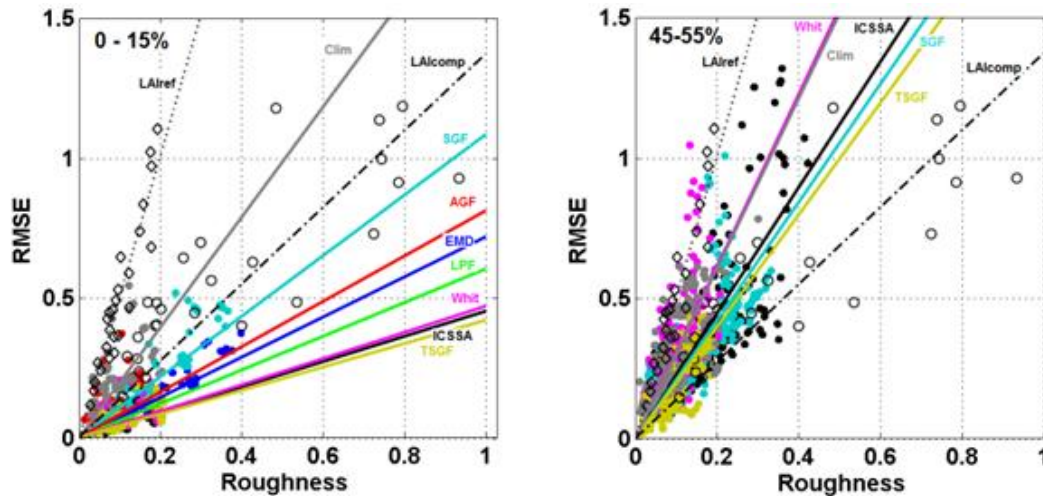 1.5
0 - 15%
Clim
LAIref
LAIcomp
SGF
1
AGF
EMD
LPF
0.5
Whit
ICSSA
TSGF
0
0 0.2 0.4 0.6 0.8 1
RMSE
Roughness
1.5
45-55%
Whit
ICSSA
Clim
SGF
LAIref
LAIcomp
TSGF
1
0.5
0
0 0.2 0.4 0.6 0.8 1
RMSE
Roughness